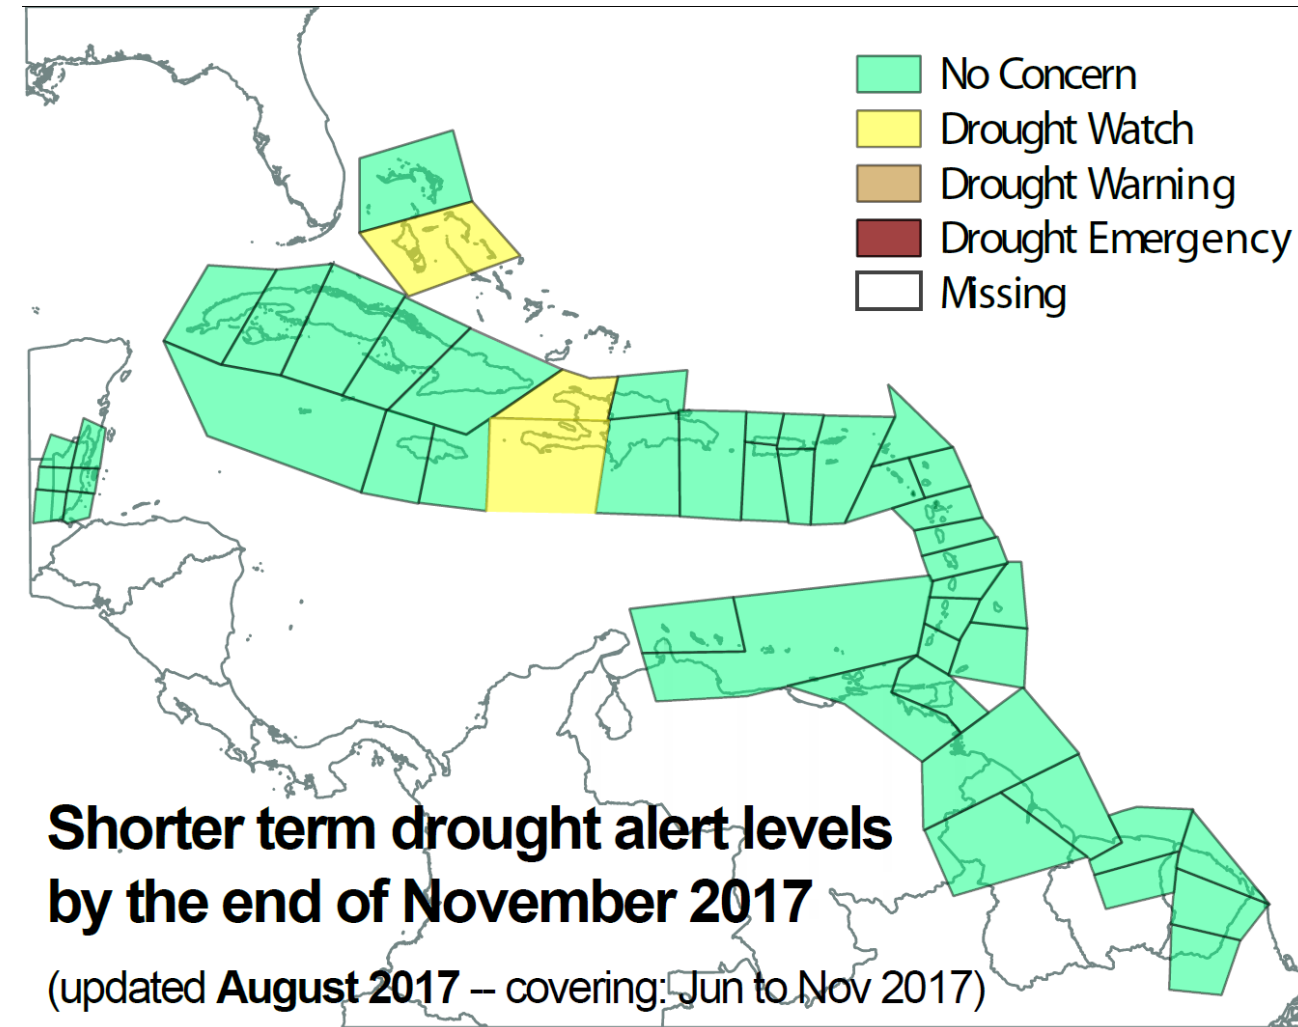 No Concern
Drought Watch
Drought Warning
Drought Emergency
Missing
Shorter term drought alert levels
by the end of November 2017
(updated August 2017 -- covering: Jun to Nov 2017)